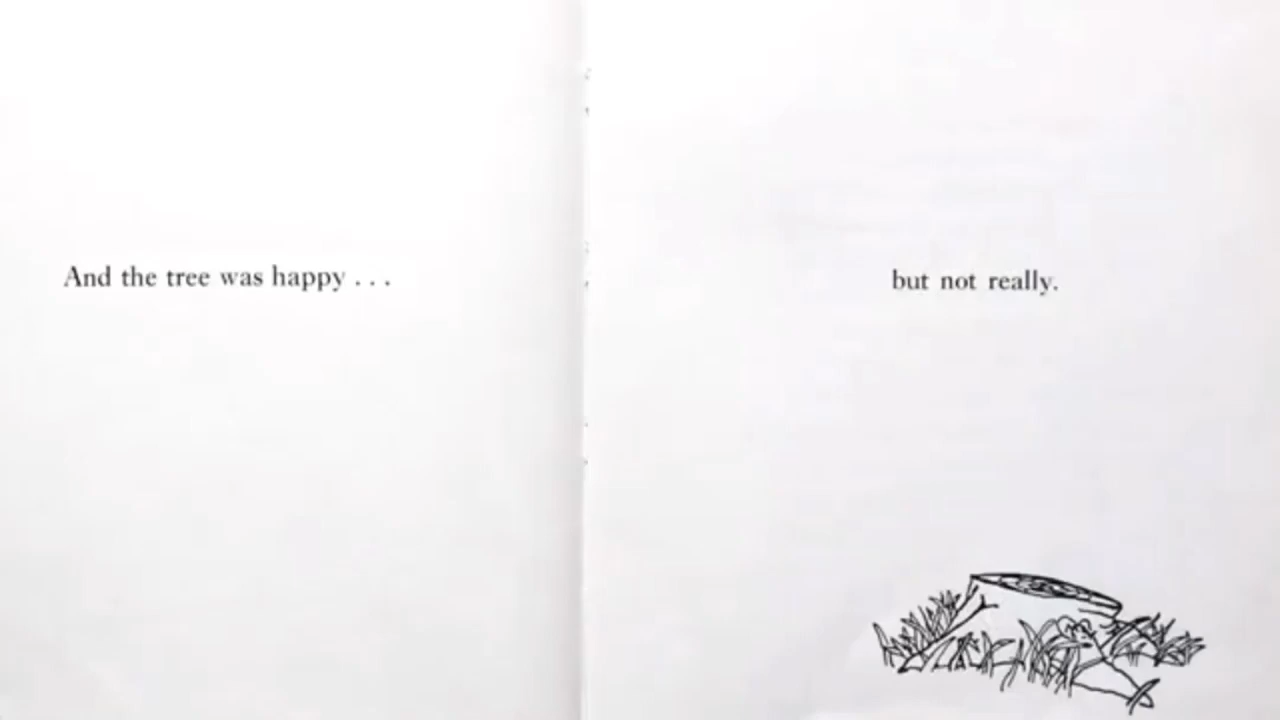 And the tree was happy . . .
but not really.